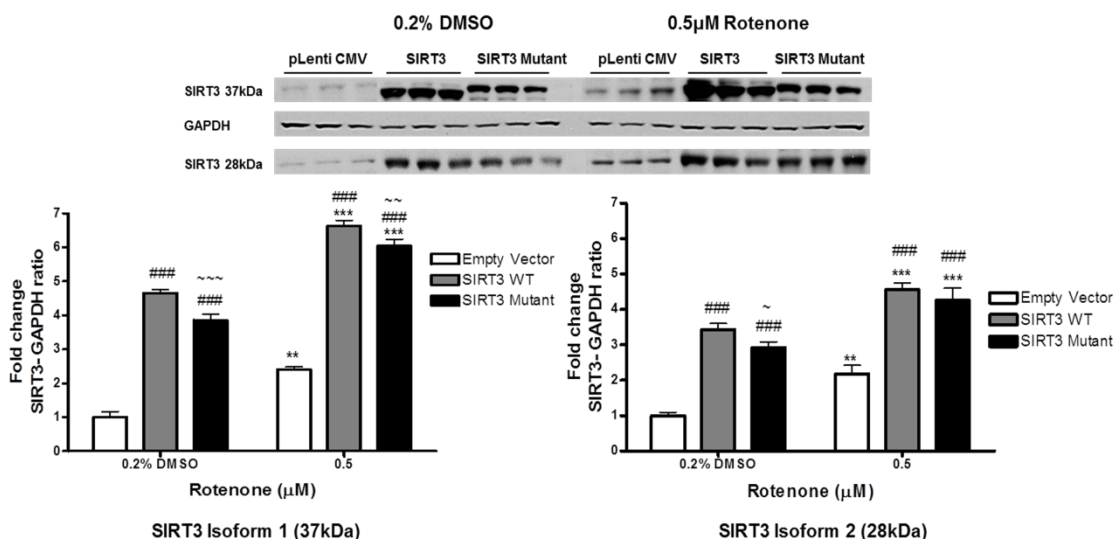 0.2% DMSO 0.5µM Rotenone
pLenti CMV SIRT3 SIRT3 Mutant pLenti CMV SIRT3 SIRT3 Mutant
SIRT3 37kDa
GAPDH
SIRT3 28kDa
Fold change
SIRT3- GAPDH ratio
7
6
5
4
3
2
1
0
###
~~~
###
**
###
***
~~
###
***
0.2% DMSO 0.5
Rotenone (µM)
Empty Vector
SIRT3 WT
SIRT3 Mutant
SIRT3 Isoform 1 (37kDa)
Fold change
SIRT3- GAPDH ratio
7
6
5
4
3
2
1
0
###
~
###
**
###
***
###
***
0.2% DMSO 0.5
Rotenone (µM)
Empty Vector
SIRT3 WT
SIRT3 Mutant
SIRT3 Isoform 2 (28kDa)